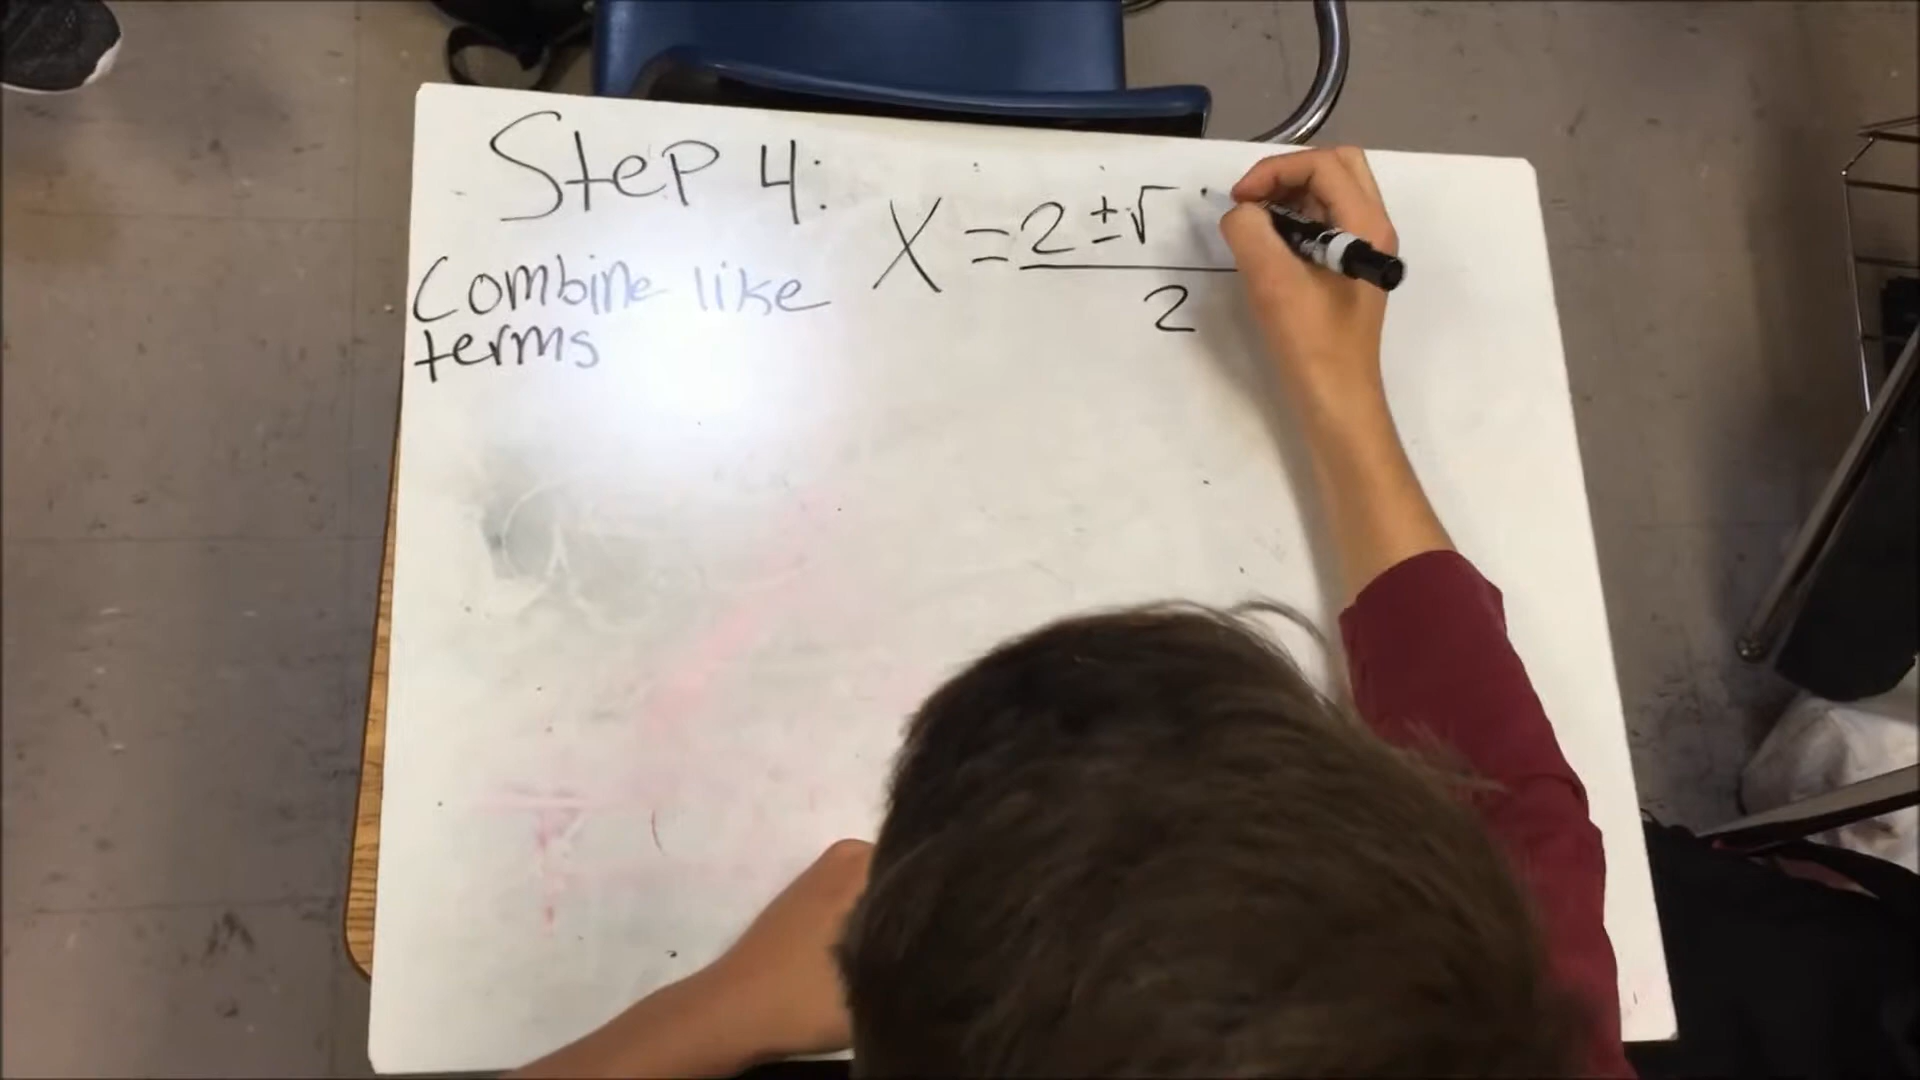 Step 4:
X = 2 ± √
2
Combine like
terms